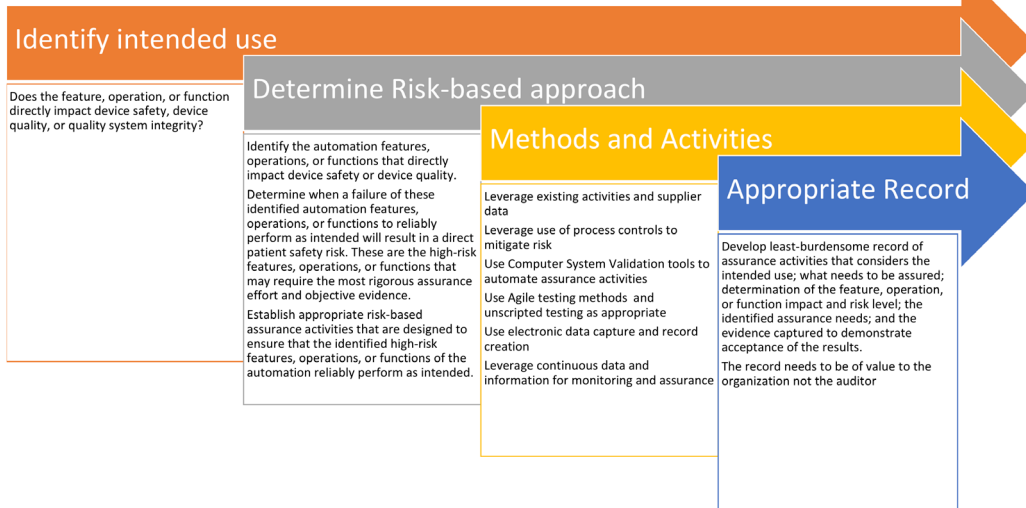 Identify intended use
Does the feature, operation, or function
directly impact device safety, device
quality, or quality system integrity?
Determine Risk-based approach
Identify the automation features,
operations, or functions that directly
impact device safety or device quality.
Determine when a failure of these
identified automation features,
operations, or functions to reliably
perform as intended will result in a direct
patient safety risk. These are the high-risk
features, operations, or functions that
may require the most rigorous assurance
effort and objective evidence.
Establish appropriate risk-based
assurance activities that are designed to
ensure that the identified high-risk
features, operations, or functions of the
automation reliably perform as intended.
Methods and Activities
Leverage existing activities and supplier
data
Leverage use of process controls to
mitigate risk
Use Computer System Validation tools to
automate assurance activities
Use Agile testing methods and
unscripted testing as appropriate
Use electronic data capture and record
creation
Leverage continuous data and
information for monitoring and assurance
Appropriate Record
Develop least-burdensome record of
assurance activities that considers the
intended use; what needs to be assured;
determination of the feature, operation,
or function impact and risk level; the
identified assurance needs; and the
evidence captured to demonstrate
acceptance of the results.
The record needs to be of value to the
organization not the auditor